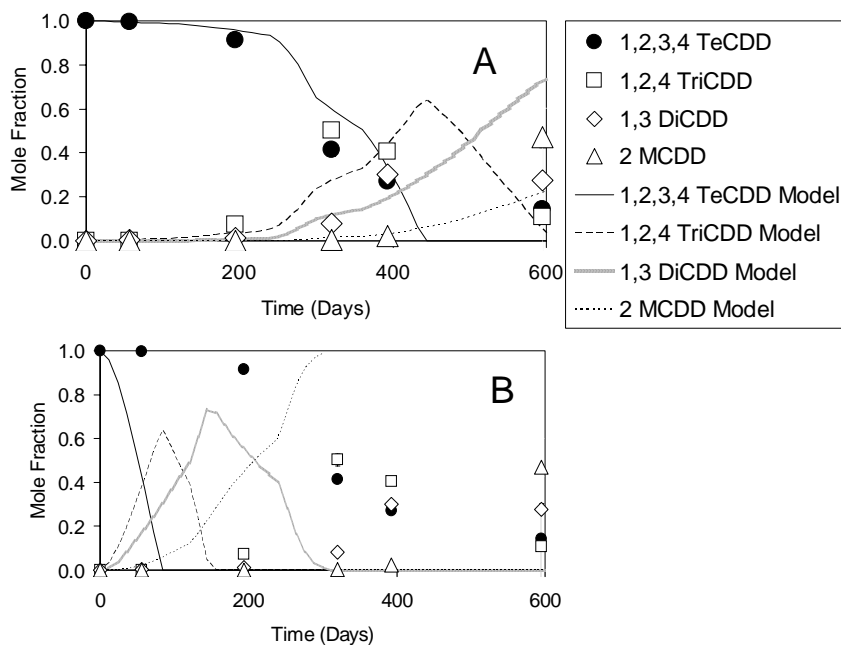 1.0
0.8
0.6
0.4
0.2
0.0
Mole Fraction
A
0
200
400
600
Time (Days)
1,2,3,4 TeCDD
1,2,4 TriCDD
1,3 DiCDD
2 MCDD
1,2,3,4 TeCDD Model
1,2,4 TriCDD Model
1,3 DiCDD Model
2 MCDD Model
1.0
0.8
0.6
0.4
0.2
0.0
Mole Fraction
B
0
200
400
600
Time (Days)